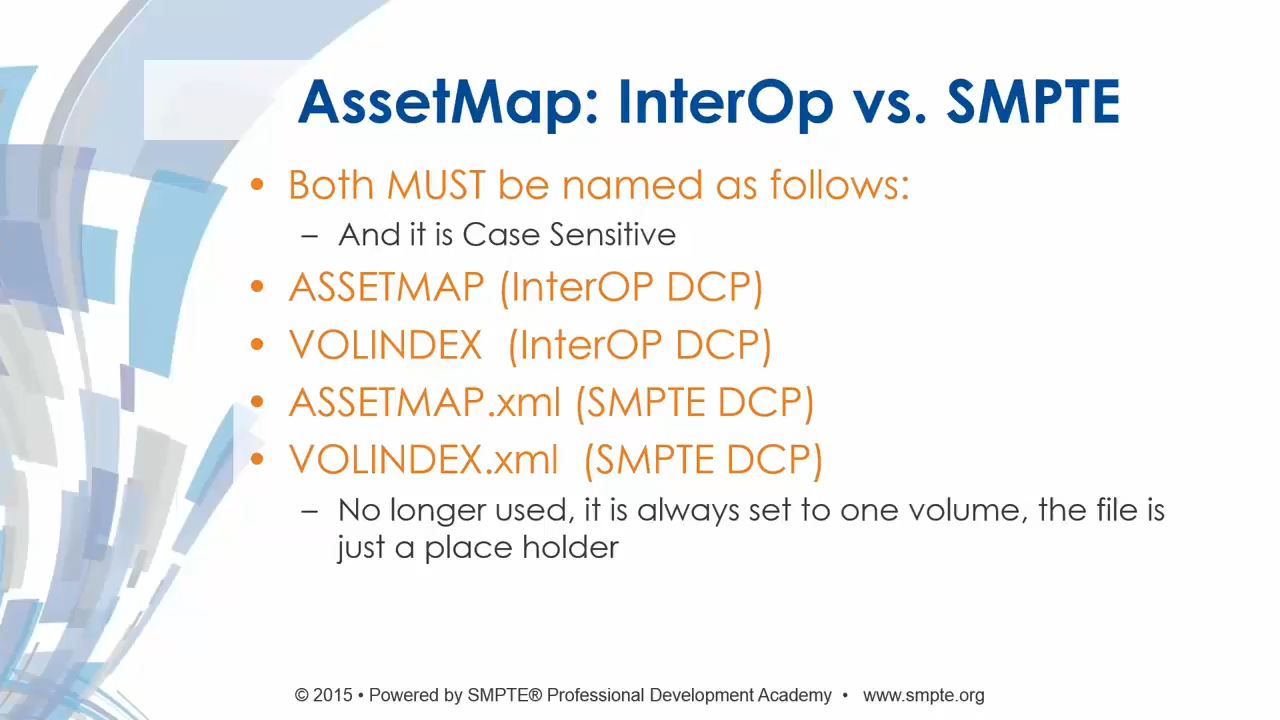 AssetMap: InterOp vs. SMPTE
• Both MUST be named as follows:
– And it is Case Sensitive
• ASSETMAP (InterOP DCP)
• VOLINDEX  (InterOP DCP)
• ASSETMAP.xml (SMPTE DCP)
• VOLINDEX.xml  (SMPTE DCP)
– No longer used, it is always set to one volume, the file is
just a place holder
© 2015 • Powered by SMPTE® Professional Development Academy • www.smpte.org